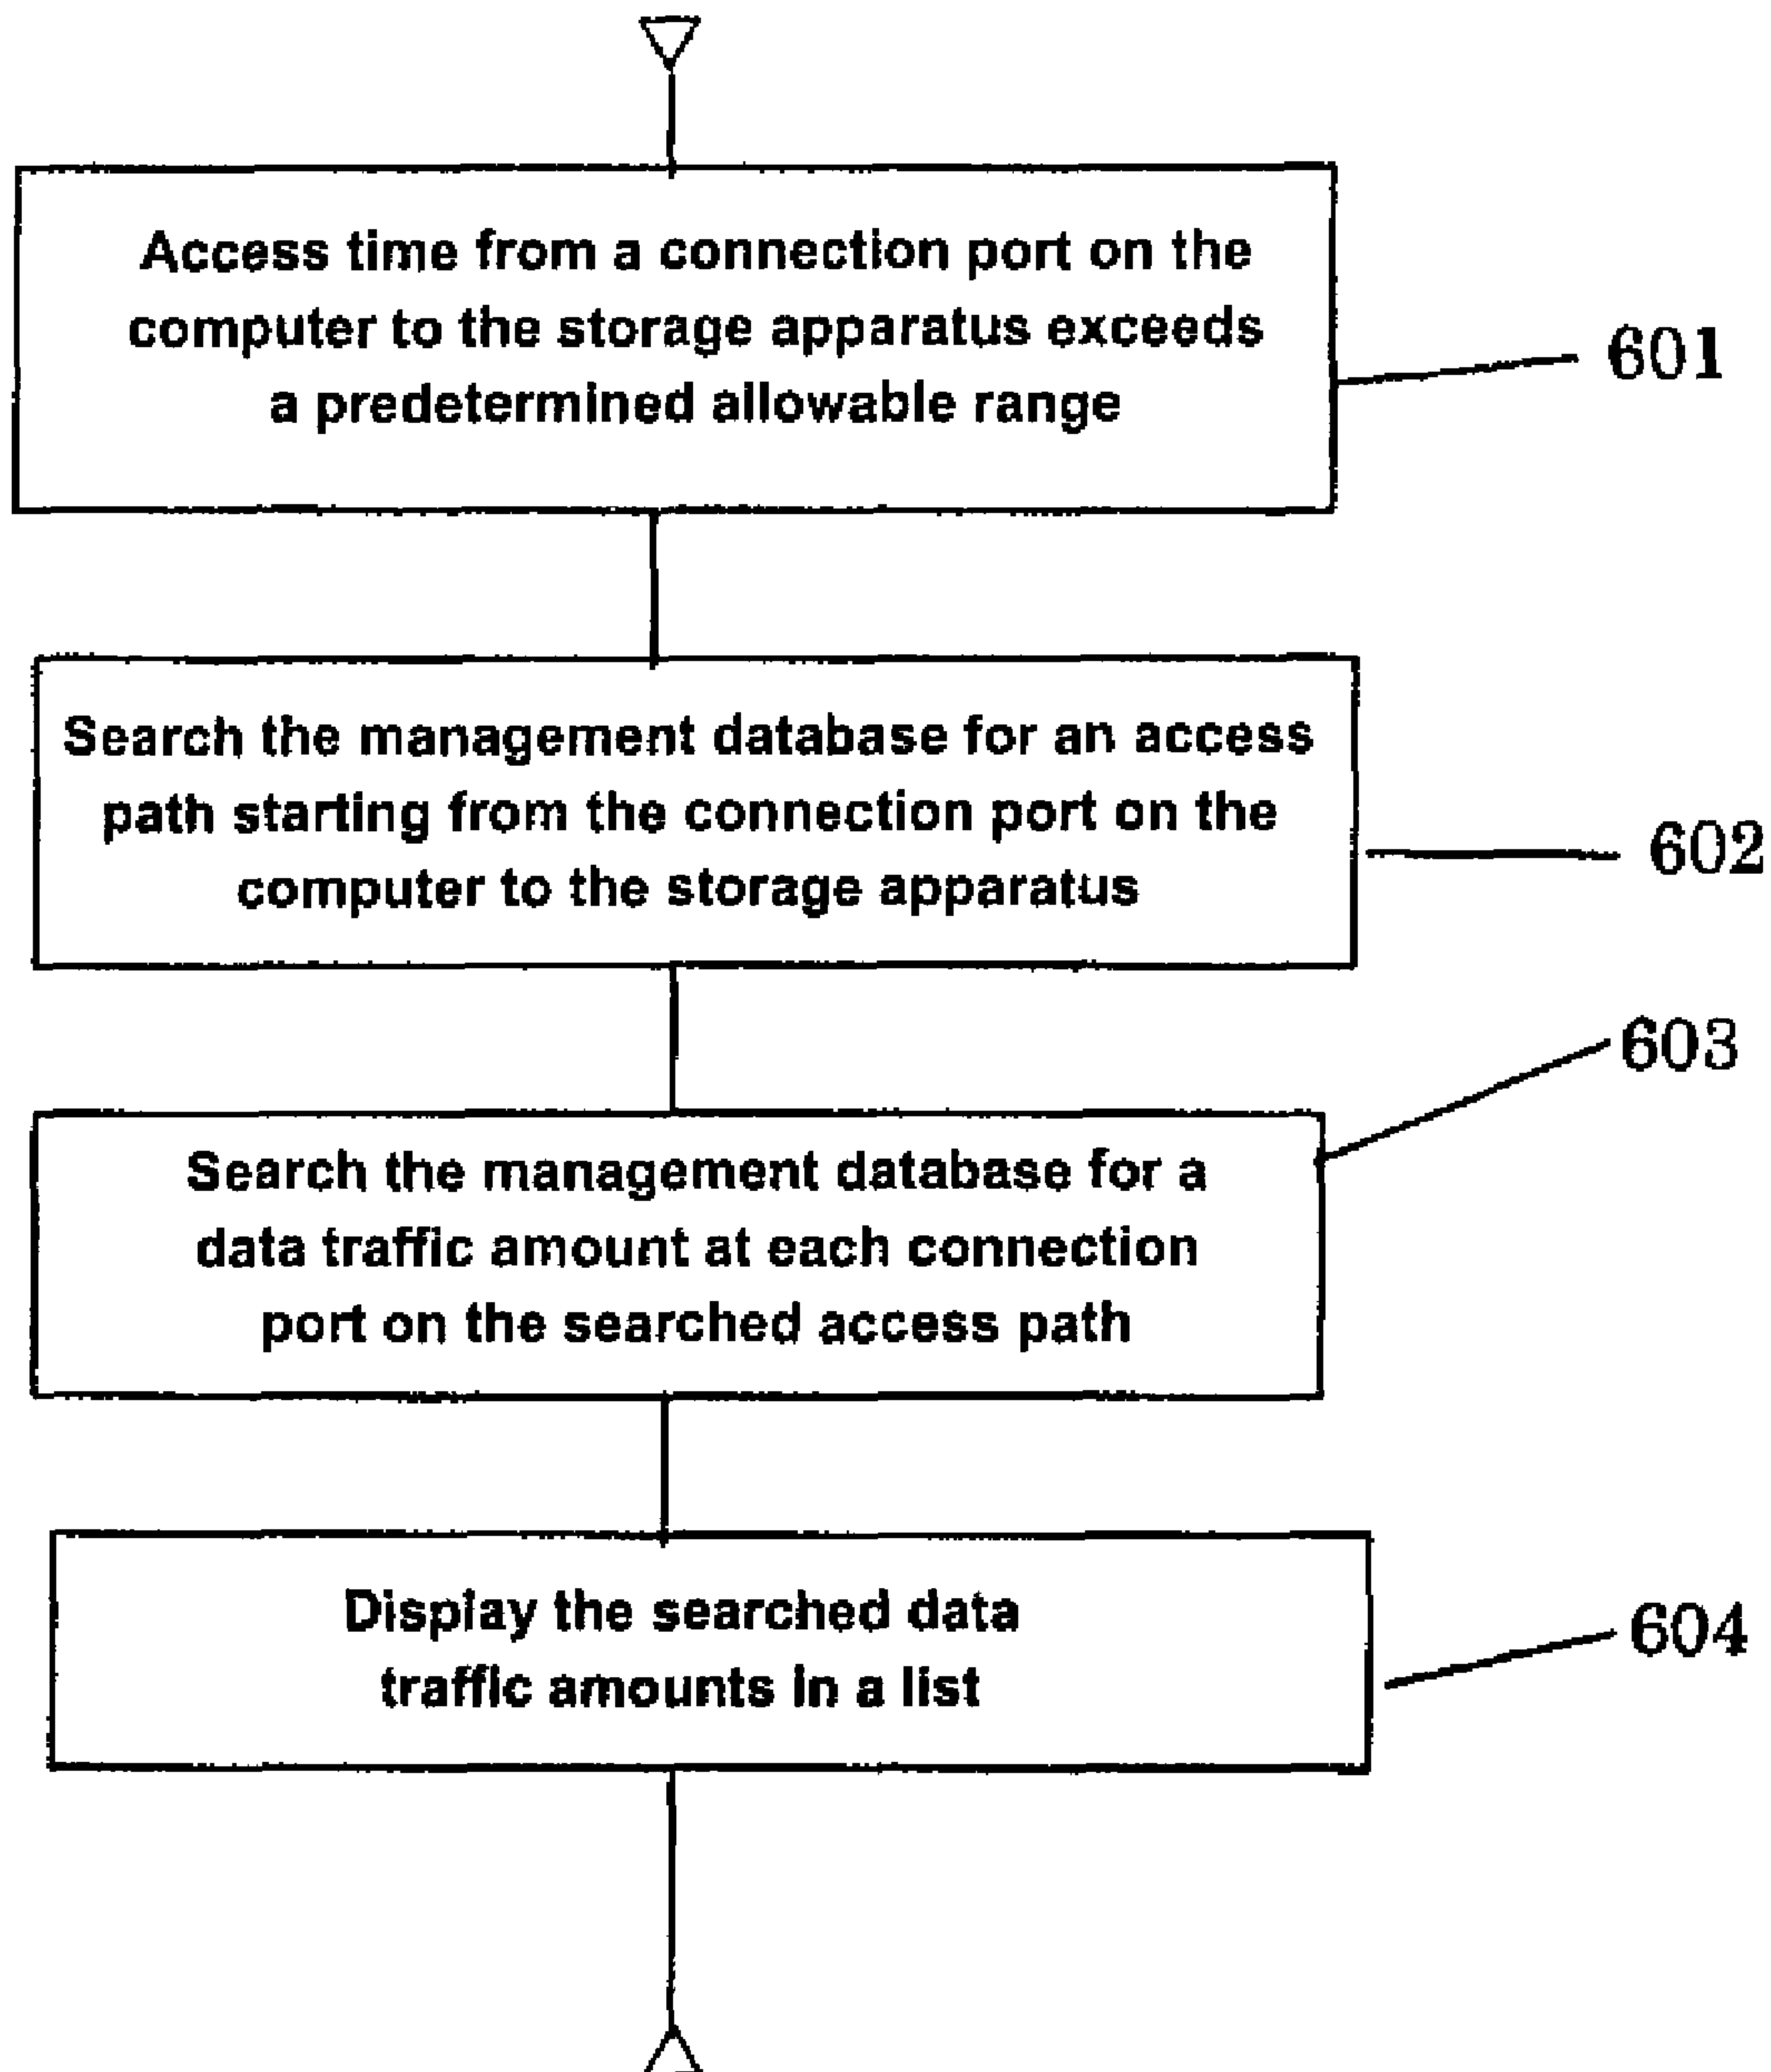 Access time from a connection port on the
computer to the storage apparatus exceeds
a predetermined allowable range
601
Search the management database for an access
path starting from the connection port on the
computer to the storage apparatus
602
603
Search the management database for a
data traffic amount at each connection
port on the searched access path
Display the searched data
traffic amounts in a list
604